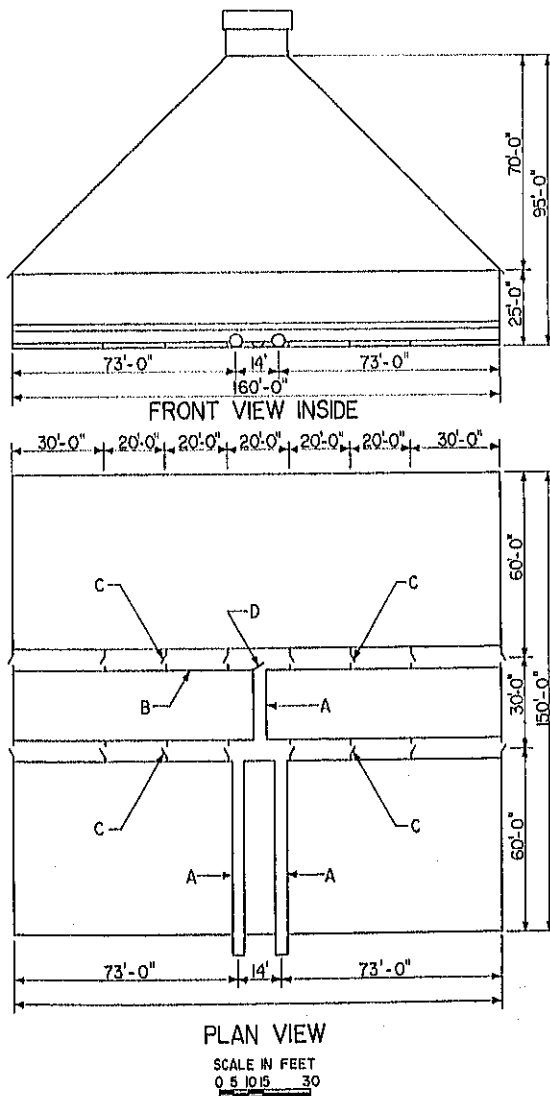 70'-0"
95'-0"
25'-0"
73'-0" 14' 73'-0"
160'-0"
FRONT VIEW INSIDE
30'-0" 20'-0" 20'-0" 20'-0" 20'-0" 20'-0" 30'-0"
60'-0"
C D C
B A
30'-0"
150'-0"
C C
A A
60'-0"
73'-0" 14' 73'-0"
PLAN VIEW
SCALE IN FEET
0 5 10 15 30